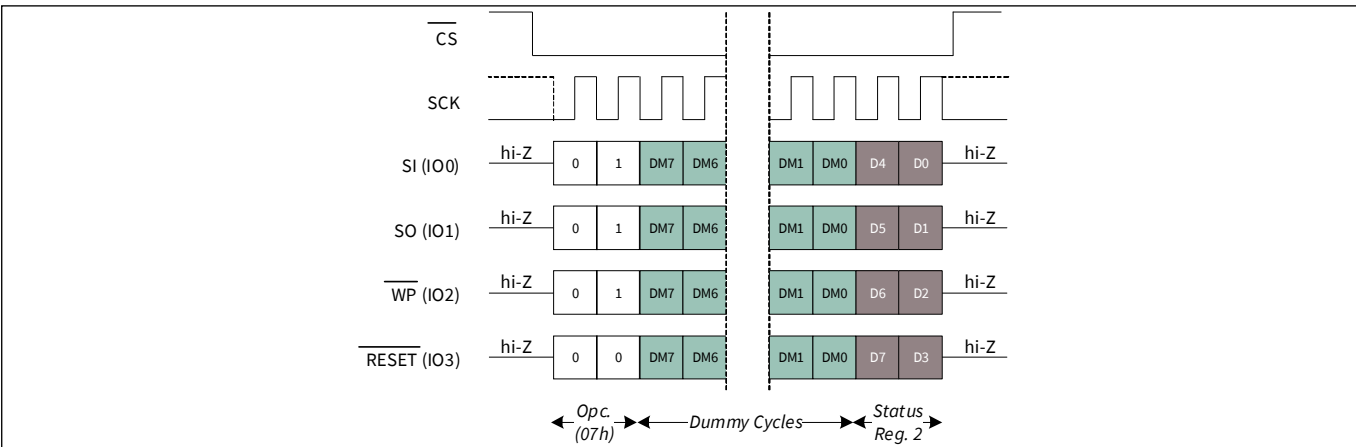 CS
SCK
SI (IO0) hi-Z 0 1 DM7 DM6 DM1 DM0 D4 D0 hi-Z
SO (IO1) hi-Z 0 1 DM7 DM6 DM1 DM0 D5 D1 hi-Z
WP (IO2) hi-Z 0 1 DM7 DM6 DM1 DM0 D6 D2 hi-Z
RESET (IO3) hi-Z 0 0 DM7 DM6 DM1 DM0 D7 D3 hi-Z
Opc. (07h) Dummy Cycles Status Reg. 2